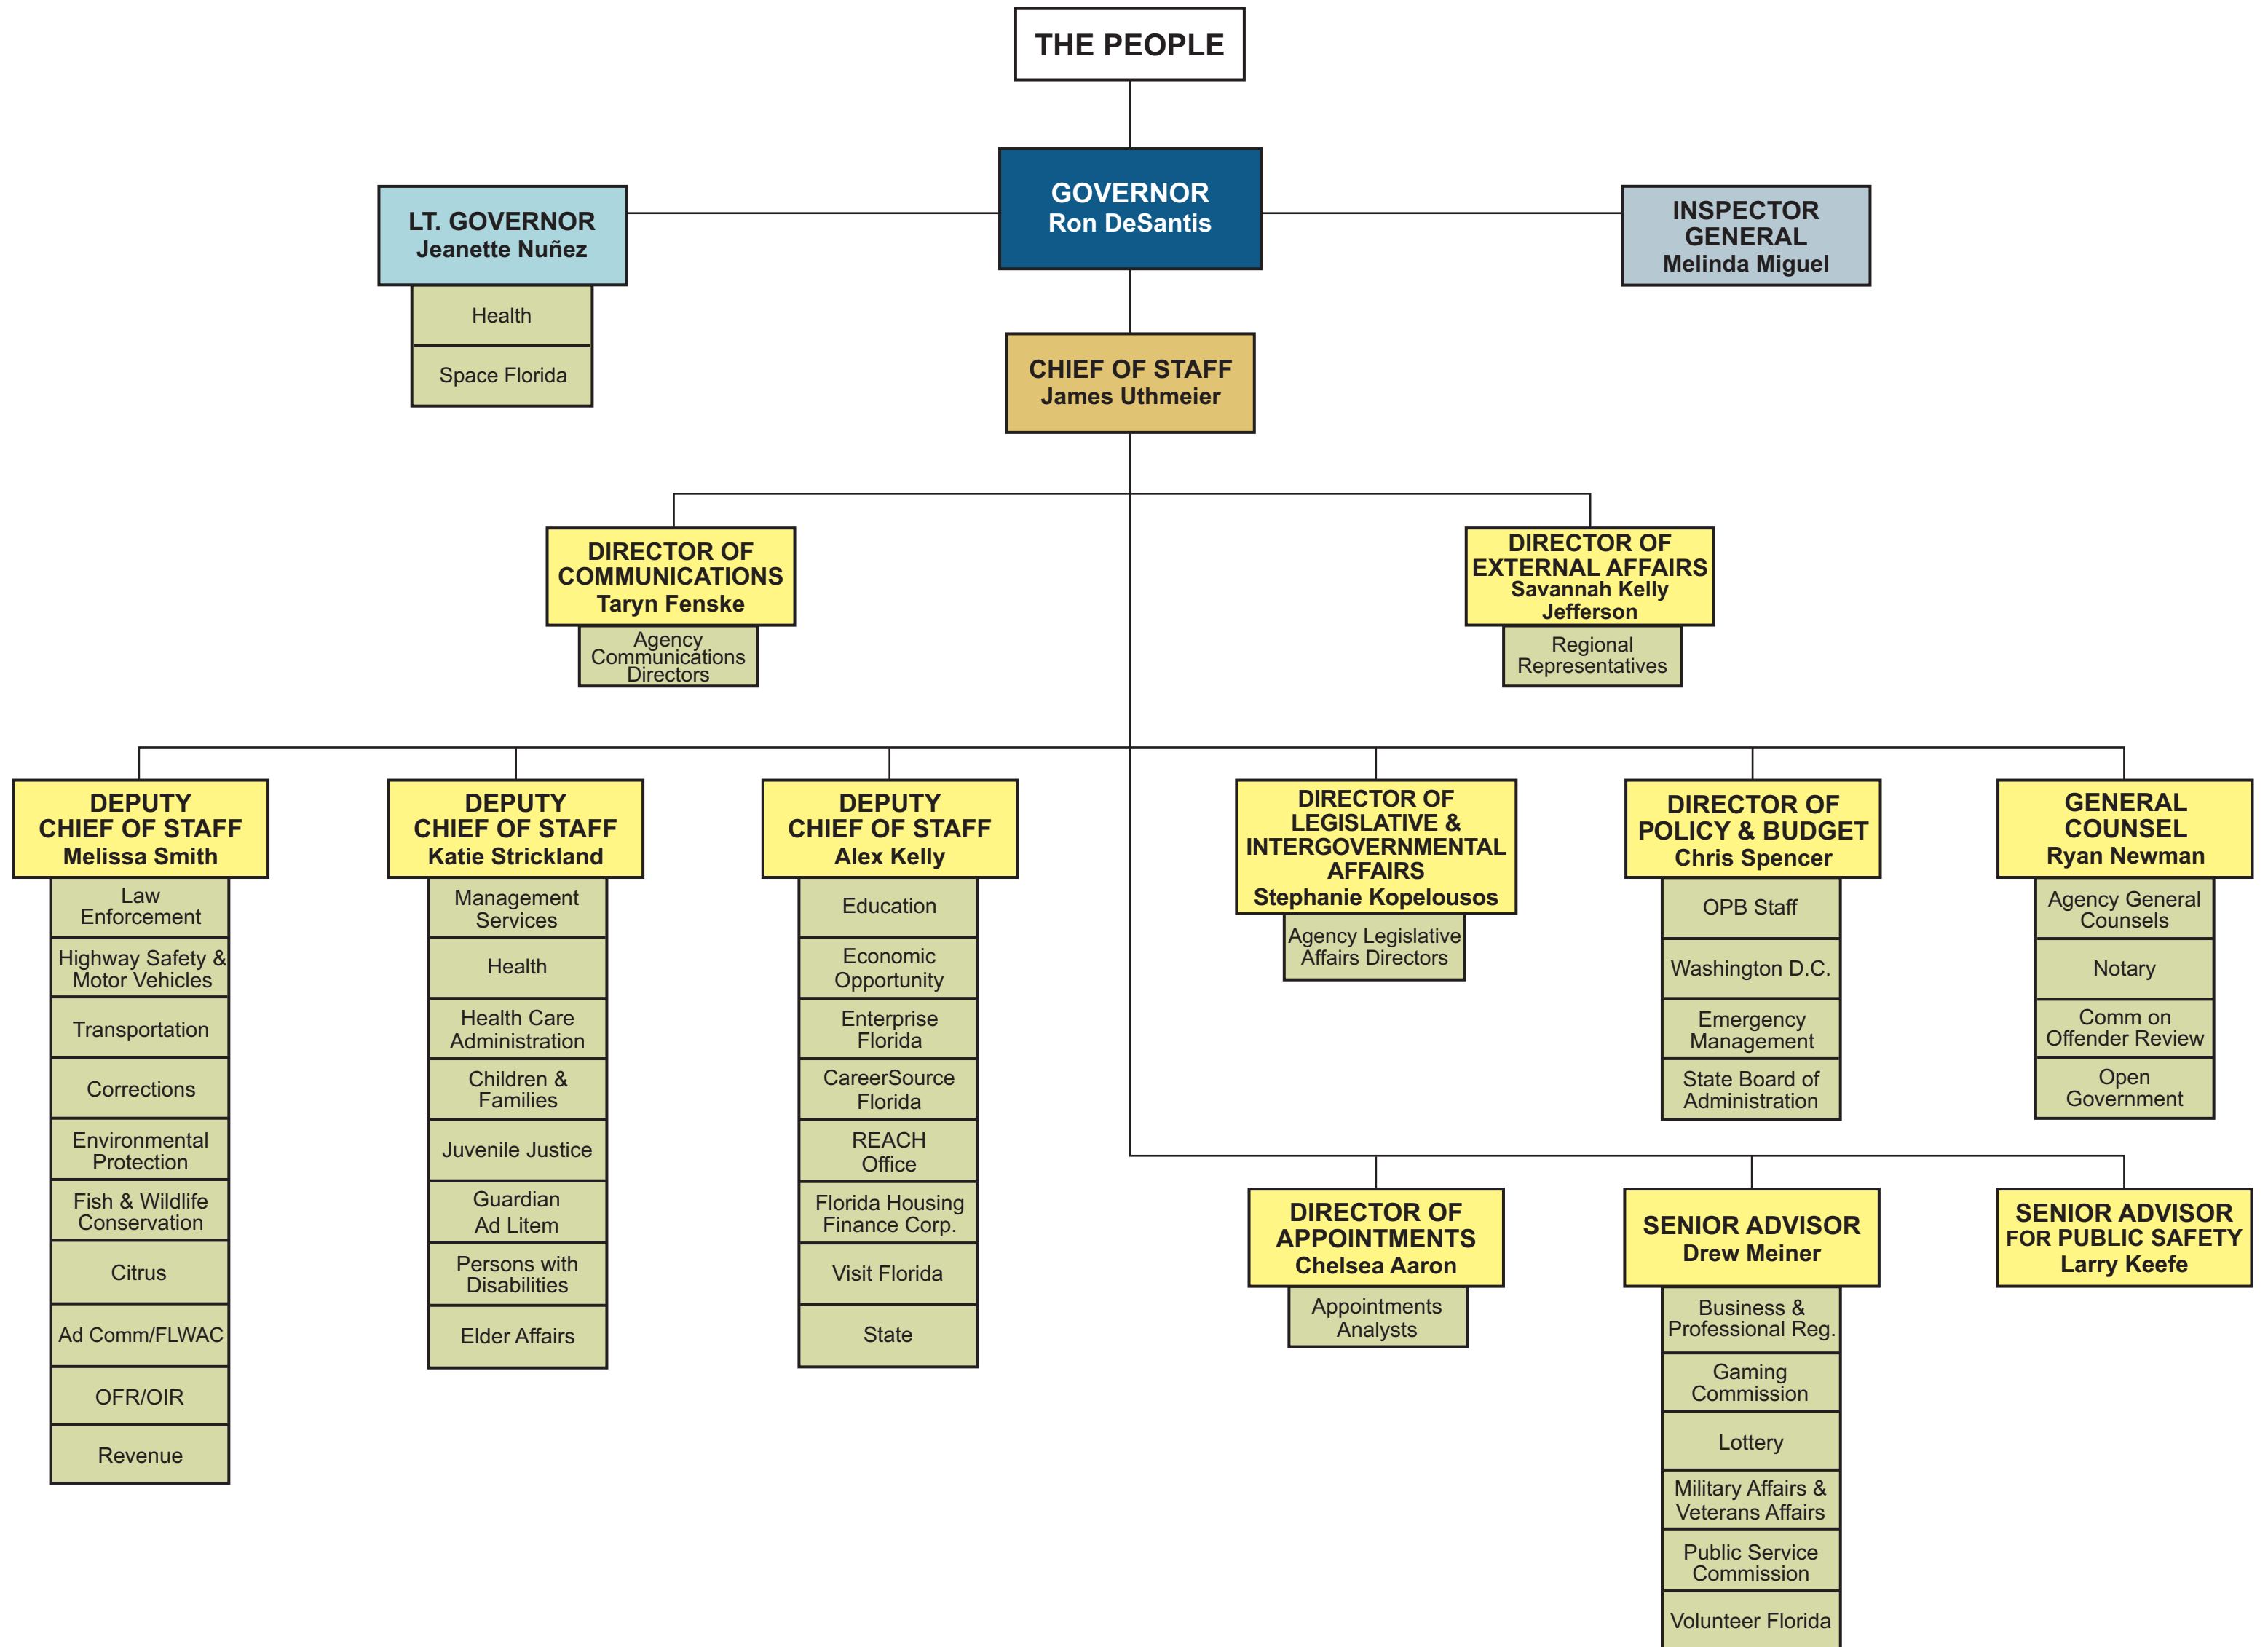 THE PEOPLE
GOVERNOR
Ron DeSantis
LT. GOVERNOR
Jeanette Nuñez
Health
Space Florida
INSPECTOR
GENERAL
Melinda Miguel
CHIEF OF STAFF
James Uthmeier
DIRECTOR OF
COMMUNICATIONS
Taryn Fenske
Agency
Communications
Directors
DIRECTOR OF
EXTERNAL AFFAIRS
Savannah Kelly
Jefferson
Regional
Representatives
DEPUTY
CHIEF OF STAFF
Melissa Smith
Law
Enforcement
Highway Safety &
Motor Vehicles
Transportation
Corrections
Environmental
Protection
Fish & Wildlife
Conservation
Citrus
Ad Comm/FLWAC
OFR/OIR
Revenue
DEPUTY
CHIEF OF STAFF
Katie Strickland
Management
Services
Health
Health Care
Administration
Children &
Families
Juvenile Justice
Guardian
Ad Litem
Persons with
Disabilities
Elder Affairs
DEPUTY
CHIEF OF STAFF
Alex Kelly
Education
Economic
Opportunity
Enterprise
Florida
CareerSource
Florida
REACH
Office
Florida Housing
Finance Corp.
Visit Florida
State
DIRECTOR OF
LEGISLATIVE &
INTERGOVERNMENTAL
AFFAIRS
Stephanie Kopelousos
Agency Legislative
Affairs Directors
DIRECTOR OF
POLICY & BUDGET
Chris Spencer
OPB Staff
Washington D.C.
Emergency
Management
State Board of
Administration
GENERAL
COUNSEL
Ryan Newman
Agency General
Counsels
Notary
Comm on
Offender Review
Open
Government
DIRECTOR OF
APPOINTMENTS
Chelsea Aaron
Appointments
Analysts
SENIOR ADVISOR
Drew Meiner
Business &
Professional Reg.
Gaming
Commission
Lottery
Military Affairs &
Veterans Affairs
Public Service
Commission
Volunteer Florida
SENIOR ADVISOR
FOR PUBLIC SAFETY
Larry Keefe